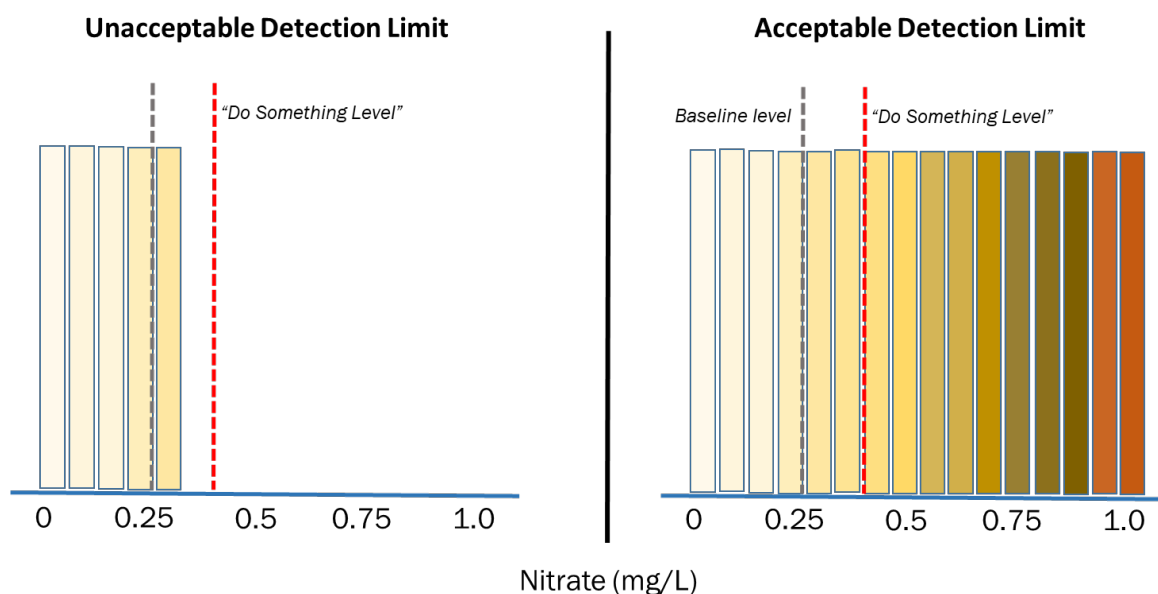 Unacceptable Detection Limit
Acceptable Detection Limit
"Do Something Level"
Baseline level
"Do Something Level"
0 0.25 0.5 0.75 1.0
0 0.25 0.5 0.75 1.0
Nitrate (mg/L)